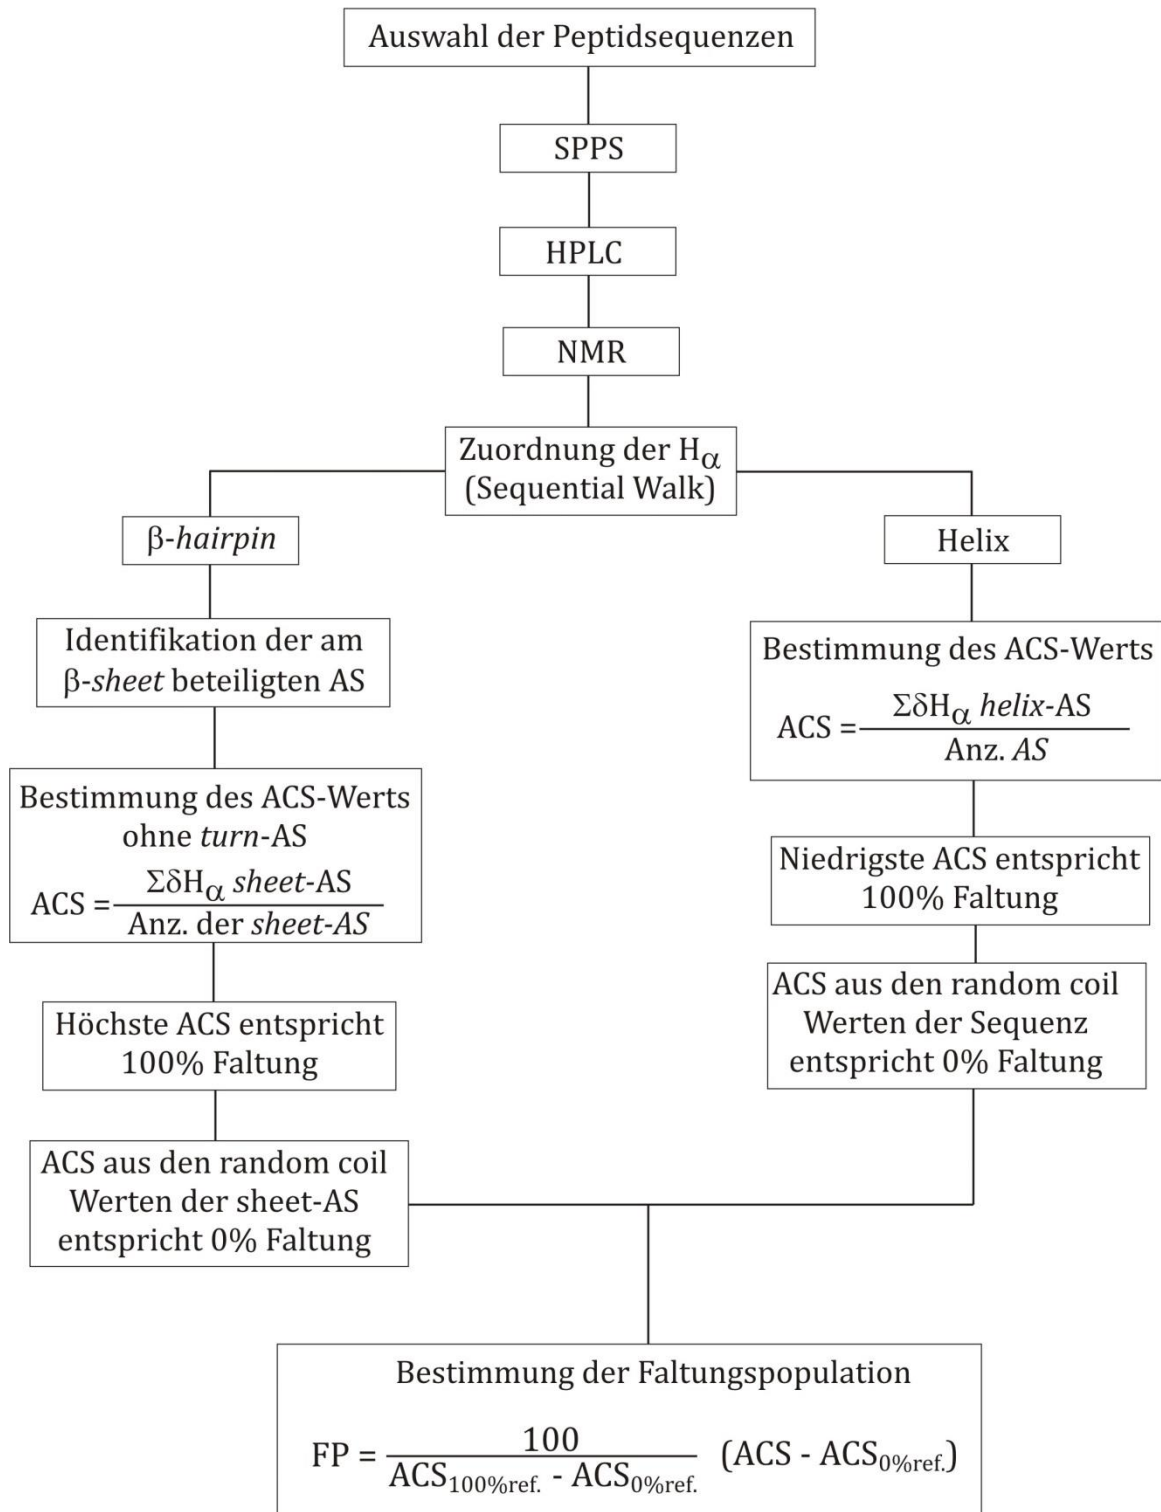 Auswahl der Peptidsequenzen
SPPS
HPLC
NMR
Zuordnung der Hα
(Sequential Walk)
β-hairpin
Identifikation der am
β-sheet beteiligten AS
Bestimmung des ACS-Werts
ohne turn-AS
ACS = ΣδHα sheet-AS / Anz. der sheet-AS
Höchste ACS entspricht
100% Faltung
ACS aus den random coil
Werten der sheet-AS
entspricht 0% Faltung
Helix
Bestimmung des ACS-Werts
ACS = ΣδHα helix-AS / Anz. AS
Niedrigste ACS entspricht
100% Faltung
ACS aus den random coil
Werten der Sequenz
entspricht 0% Faltung
Bestimmung der Faltungspopulation
FP = 100 / ACS100%ref. - ACS0%ref. (ACS - ACS0%ref.)